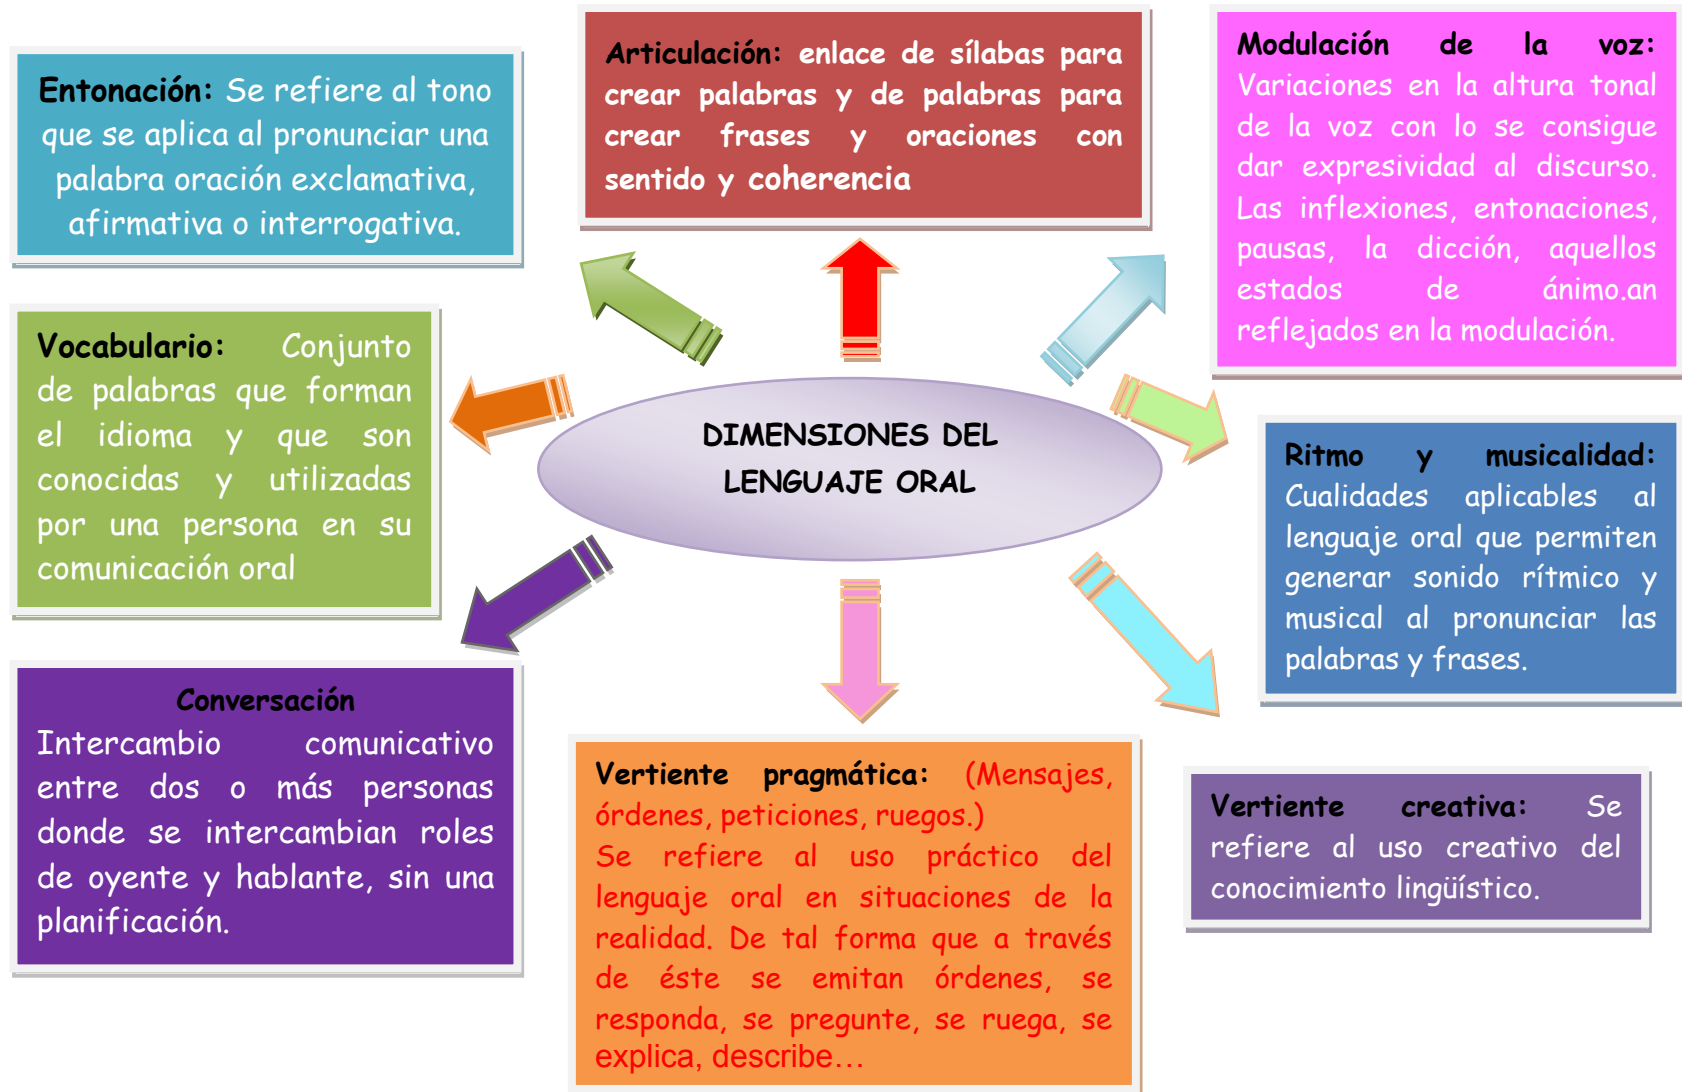 Entonación: Se refiere al tono
que se aplica al pronunciar una
palabra oración exclamativa,
afirmativa o interrogativa.
Articulación: enlace de sílabas para
crear palabras y de palabras para
crear frases y oraciones con
sentido y coherencia
Modulación de la voz:
Variaciones en la altura tonal
de la voz con lo se consigue
dar expresividad al discurso.
Las inflexiones, entonaciones,
pausas, la dicción, aquellos
estados de ánimo.an
reflejados en la modulación.
Vocabulario: Conjunto
de palabras que forman
el idioma y que son
conocidas y utilizadas
por una persona en su
comunicación oral
DIMENSIONES DEL
LENGUAJE ORAL
Ritmo y musicalidad:
Cualidades aplicables al
lenguaje oral que permiten
generar sonido rítmico y
musical al pronunciar las
palabras y frases.
Conversación
Intercambio comunicativo
entre dos o más personas
donde se intercambian roles
de oyente y hablante, sin una
planificación.
Vertiente pragmática: (Mensajes,
órdenes, peticiones, ruegos.)
Se refiere al uso práctico del
lenguaje oral en situaciones de la
realidad. De tal forma que a través
de éste se emitan órdenes, se
responda, se pregunte, se ruega, se
explica, describe…
Vertiente creativa: Se
refiere al uso creativo del
conocimiento lingüístico.